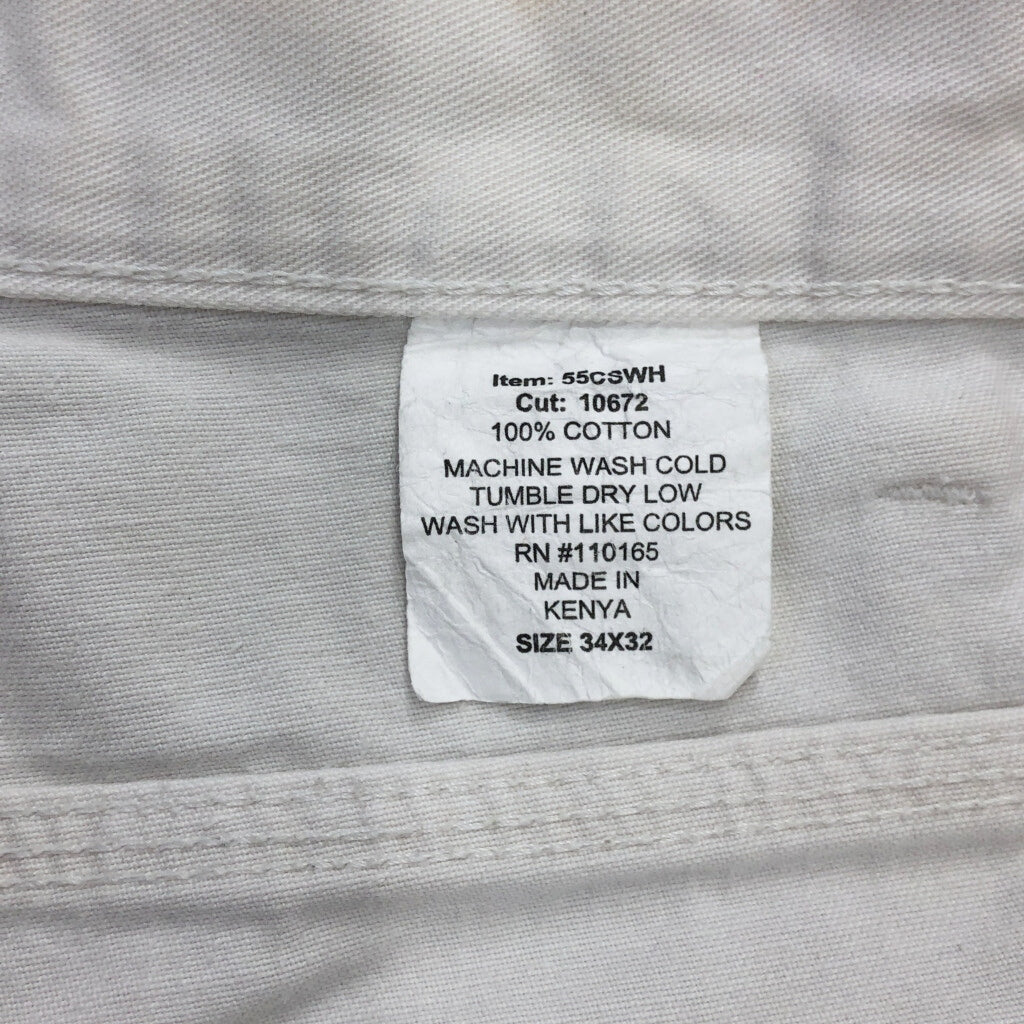 Item: 55CSWH
Cut: 10672
100% COTTON
MACHINE WASH COLD
TUMBLE DRY LOW
WASH WITH LIKE COLORS
RN #110165
MADE IN
KENYA
SIZE 34X32